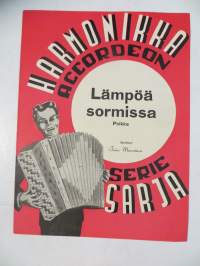 HARMONIKKA
ACCORDEON
Lämpöä
sormissa
Polkka
SERIE
SARJA